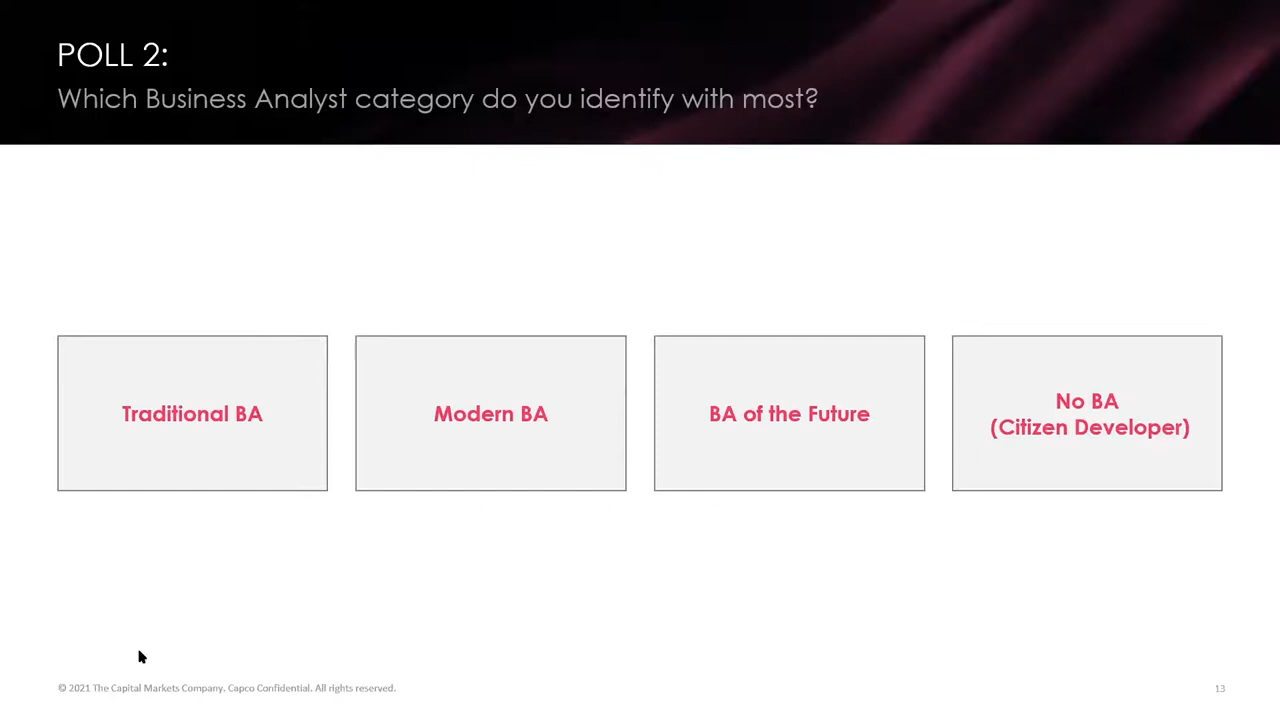 POLL 2:
Which Business Analyst category do you identify with most?
Traditional BA
Modern BA
BA of the Future
No BA
(Citizen Developer)
© 2021 The Capital Markets Company. Capco Confidential. All rights reserved.
13